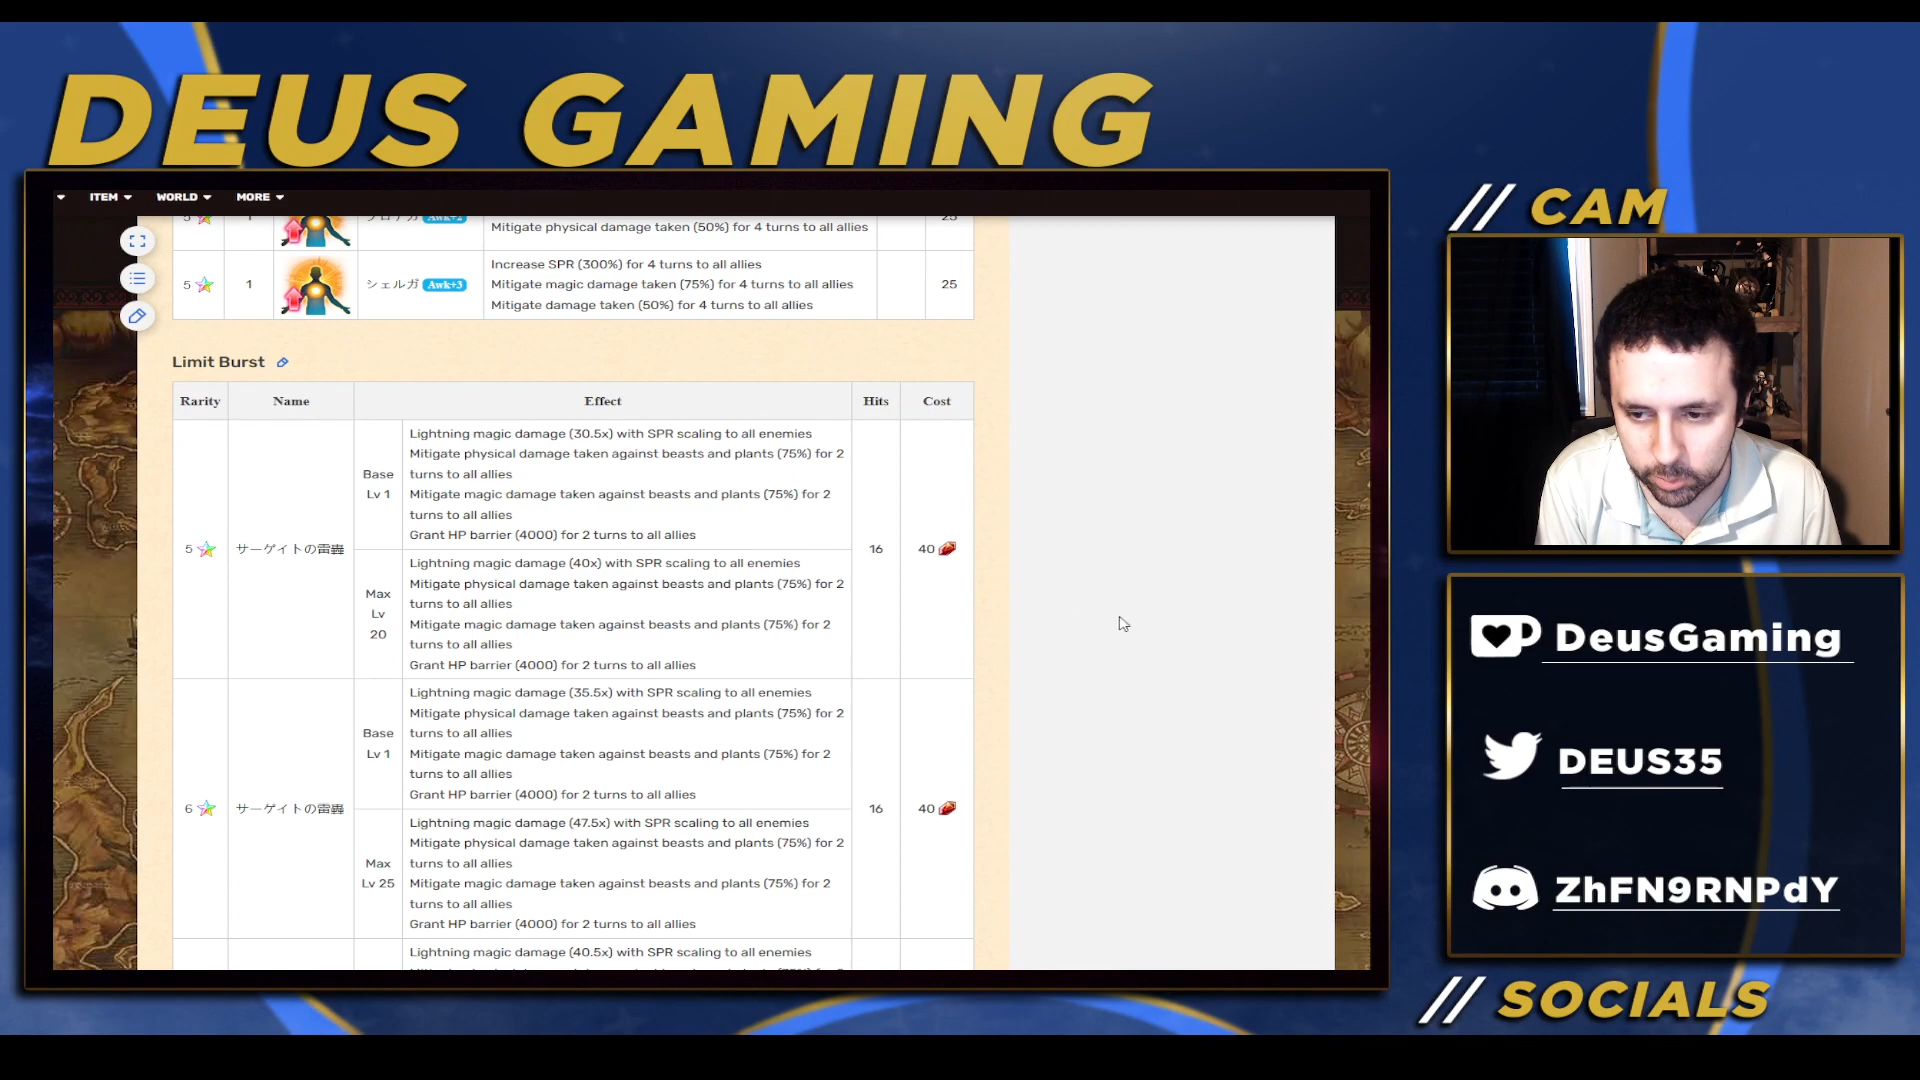 DEUS GAMING
ITEM WORLD MORE
5 1 プロテガ Awk+2 25
Mitigate physical damage taken (50%) for 4 turns to all allies
Increase SPR (300%) for 4 turns to all allies
5 1 シェルガ Awk+3 Mitigate magic damage taken (75%) for 4 turns to all allies 25
Mitigate damage taken (50%) for 4 turns to all allies
Limit Burst
Rarity Name Effect Hits Cost
5 サーゲイトの雷轟 16 40
Base Lv 1
Lightning magic damage (30.5x) with SPR scaling to all enemies
Mitigate physical damage taken against beasts and plants (75%) for 2
turns to all allies
Mitigate magic damage taken against beasts and plants (75%) for 2
turns to all allies
Grant HP barrier (4000) for 2 turns to all allies
Max Lv 20
Lightning magic damage (40x) with SPR scaling to all enemies
Mitigate physical damage taken against beasts and plants (75%) for 2
turns to all allies
Mitigate magic damage taken against beasts and plants (75%) for 2
turns to all allies
Grant HP barrier (4000) for 2 turns to all allies
6 サーゲイトの雷轟 16 40
Base Lv 1
Lightning magic damage (35.5x) with SPR scaling to all enemies
Mitigate physical damage taken against beasts and plants (75%) for 2
turns to all allies
Mitigate magic damage taken against beasts and plants (75%) for 2
turns to all allies
Grant HP barrier (4000) for 2 turns to all allies
Max Lv 25
Lightning magic damage (47.5x) with SPR scaling to all enemies
Mitigate physical damage taken against beasts and plants (75%) for 2
turns to all allies
Mitigate magic damage taken against beasts and plants (75%) for 2
turns to all allies
Grant HP barrier (4000) for 2 turns to all allies
Lightning magic damage (40.5x) with SPR scaling to all enemies
// CAM
DeusGaming
DEUS35
ZhFN9RNPdY
// SOCIALS